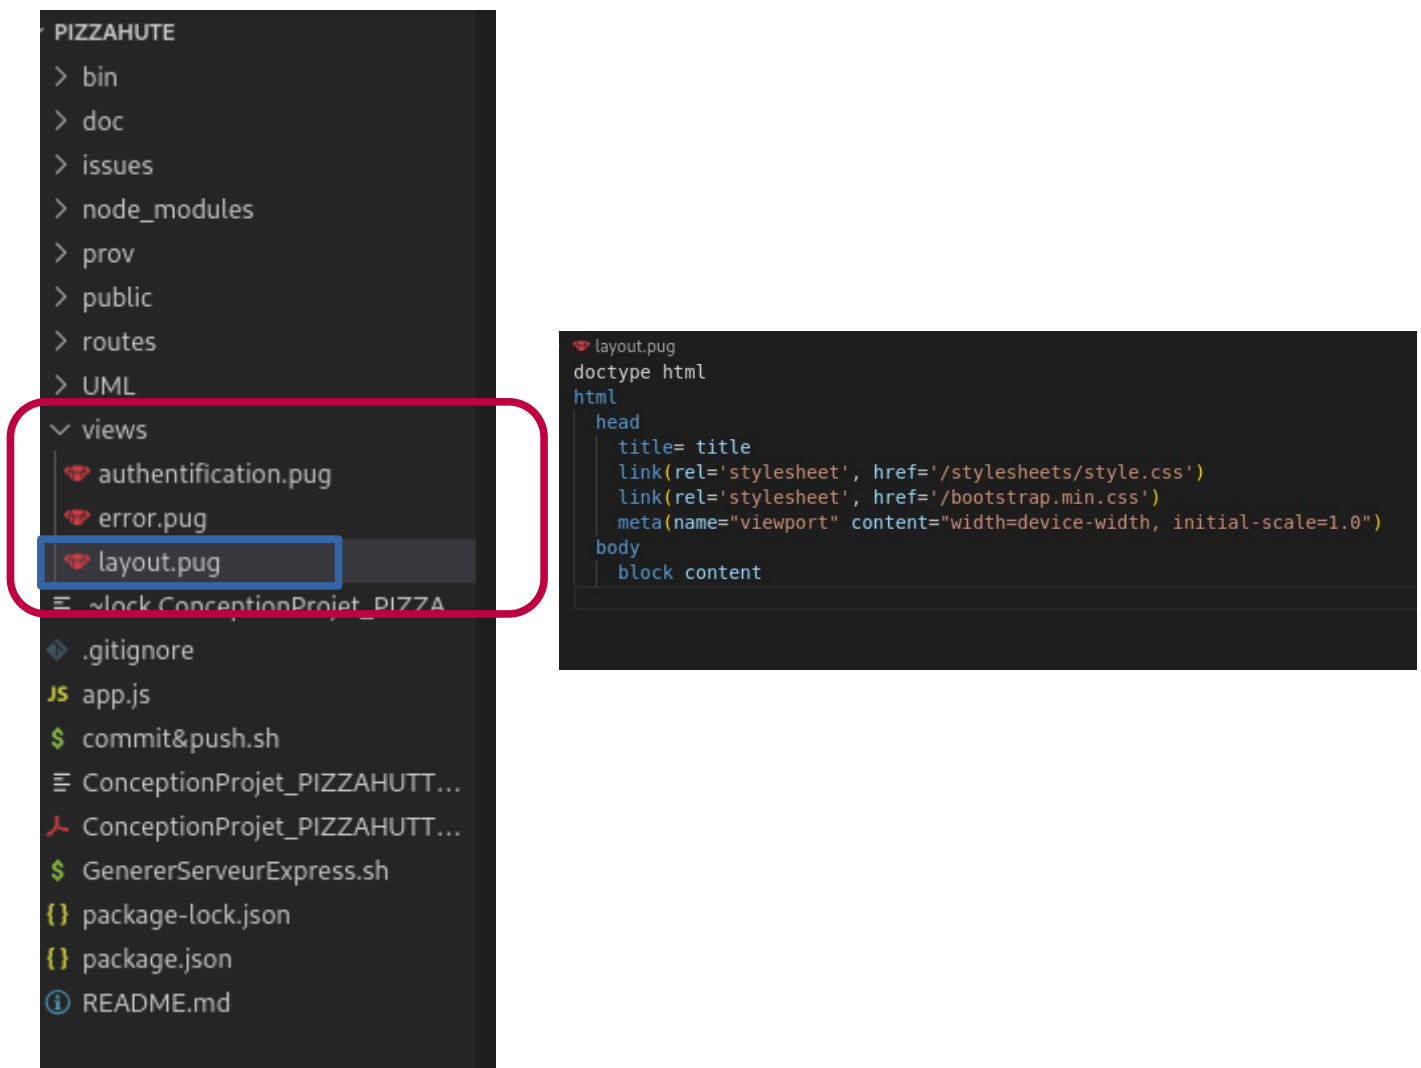 PIZZAHUTE
bin
doc
issues
node_modules
prov
public
routes
UML
views
authentification.pug
error.pug
layout.pug
.~lock.ConceptionProjet_PIZZA
.gitignore
JS app.js
$ commit&push.sh
ConceptionProjet_PIZZAHUTT...
ConceptionProjet_PIZZAHUTT...
$ GenererServeurExpress.sh
{} package-lock.json
{} package.json
README.md
layout.pug
doctype html
html
head
title= title
link(rel='stylesheet', href='/stylesheets/style.css')
link(rel='stylesheet', href='/bootstrap.min.css')
meta(name="viewport" content="width=device-width, initial-scale=1.0")
body
block content